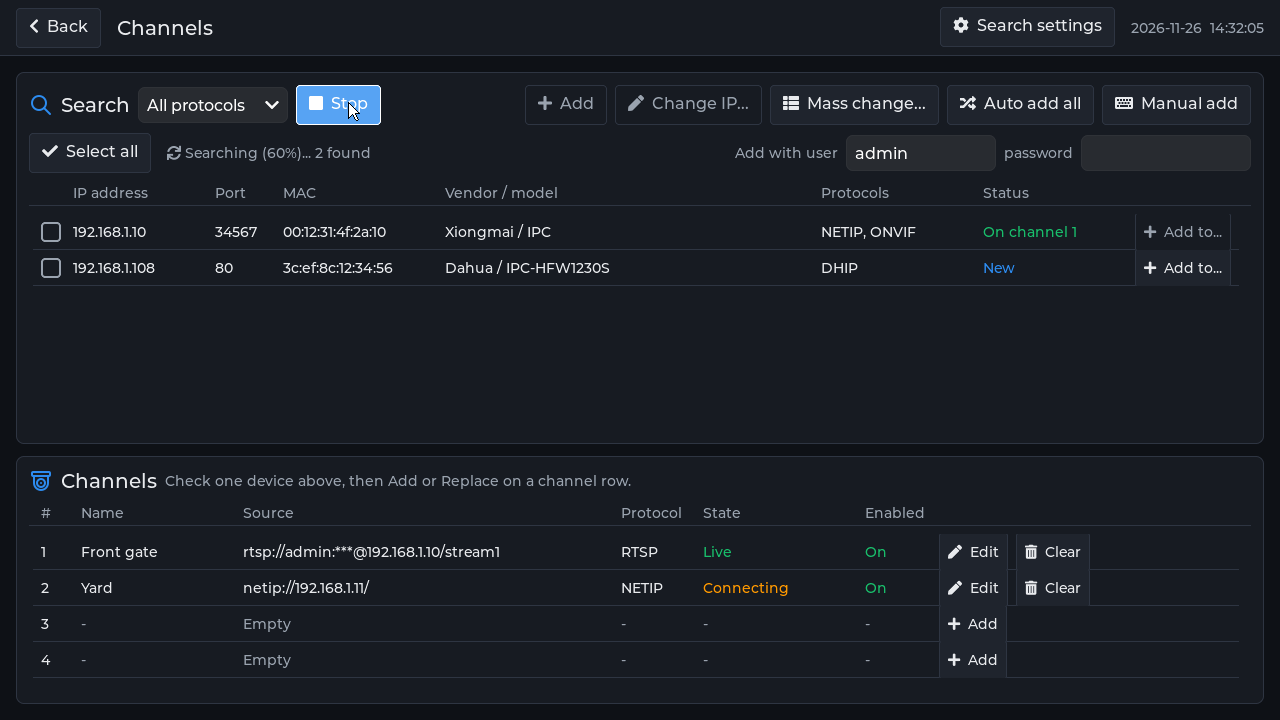 Back Channels Search settings 2026-11-26 14:32:05
Search All protocols Stop Add Change IP... Mass change... Auto add all Manual add
Select all Searching (60%)... 2 found Add with user admin password
IP address Port MAC Vendor / model Protocols Status
192.168.1.10 34567 00:12:31:4f:2a:10 Xiongmai / IPC NETIP, ONVIF On channel 1 + Add to...
192.168.1.108 80 3c:ef:8c:12:34:56 Dahua / IPC-HFW1230S DHIP New + Add to...
Channels Check one device above, then Add or Replace on a channel row.
# Name Source Protocol State Enabled
1 Front gate rtsp://admin:***@192.168.1.10/stream1 RTSP Live On Edit Clear
2 Yard netip://192.168.1.11/ NETIP Connecting On Edit Clear
3 - Empty - - - + Add
4 - Empty - - - + Add